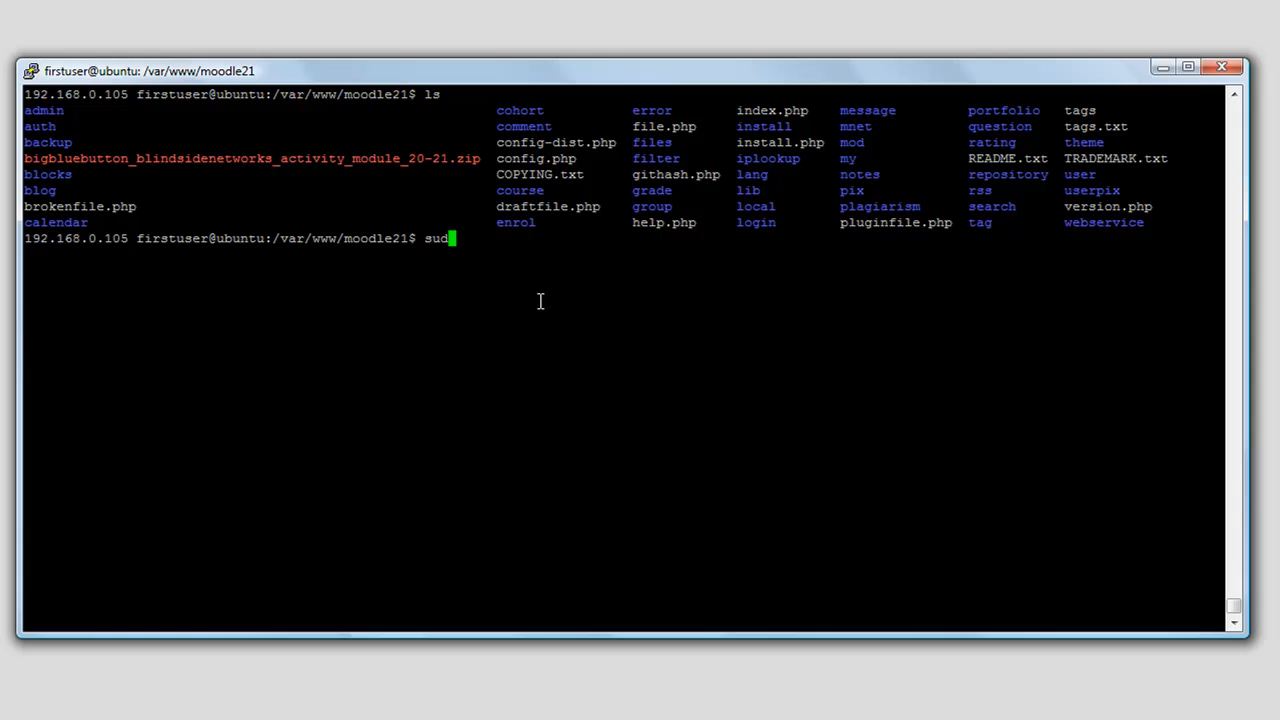 firstuser@ubuntu: /var/www/moodle21
192.168.0.105 firstuser@ubuntu:/var/www/moodle21$ ls
admin cohort error index.php message portfolio tags
auth comment file.php install mnet question tags.txt
backup config-dist.php files install.php mod rating theme
bigbluebutton_blindsidenetworks_activity_module_20-21.zip config.php filter iplookup my README.txt TRADEMARK.txt
blocks COPYING.txt githash.php lang notes repository user
blog course grade lib pix rss userpix
brokenfile.php draftfile.php group local plagiarism search version.php
calendar enrol help.php login pluginfile.php tag webservice
192.168.0.105 firstuser@ubuntu:/var/www/moodle21$ sud